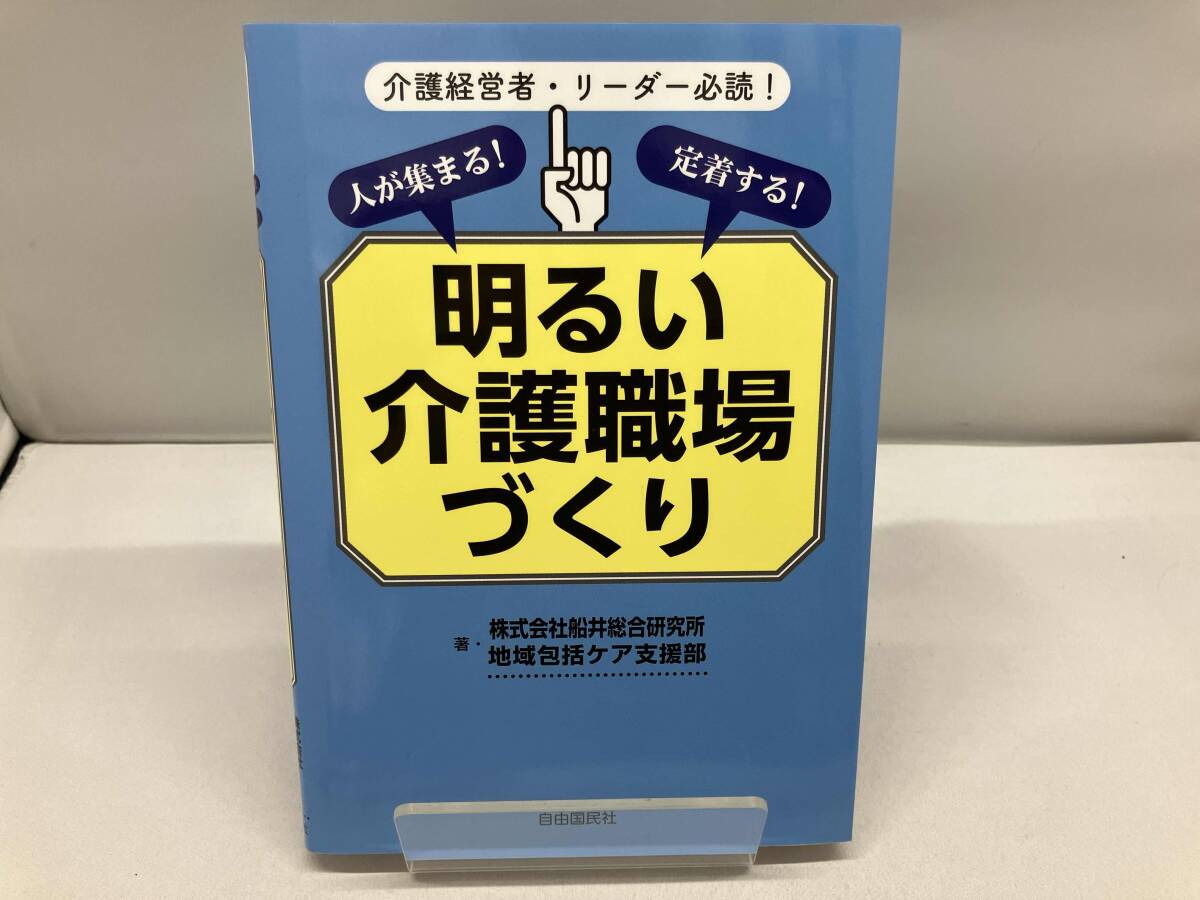 介護経営者・リーダー必読!
人が集まる!
定着する!
明るい
介護職場
づくり
著・
株式会社船井総合研究所
地域包括ケア支援部
自由国民社